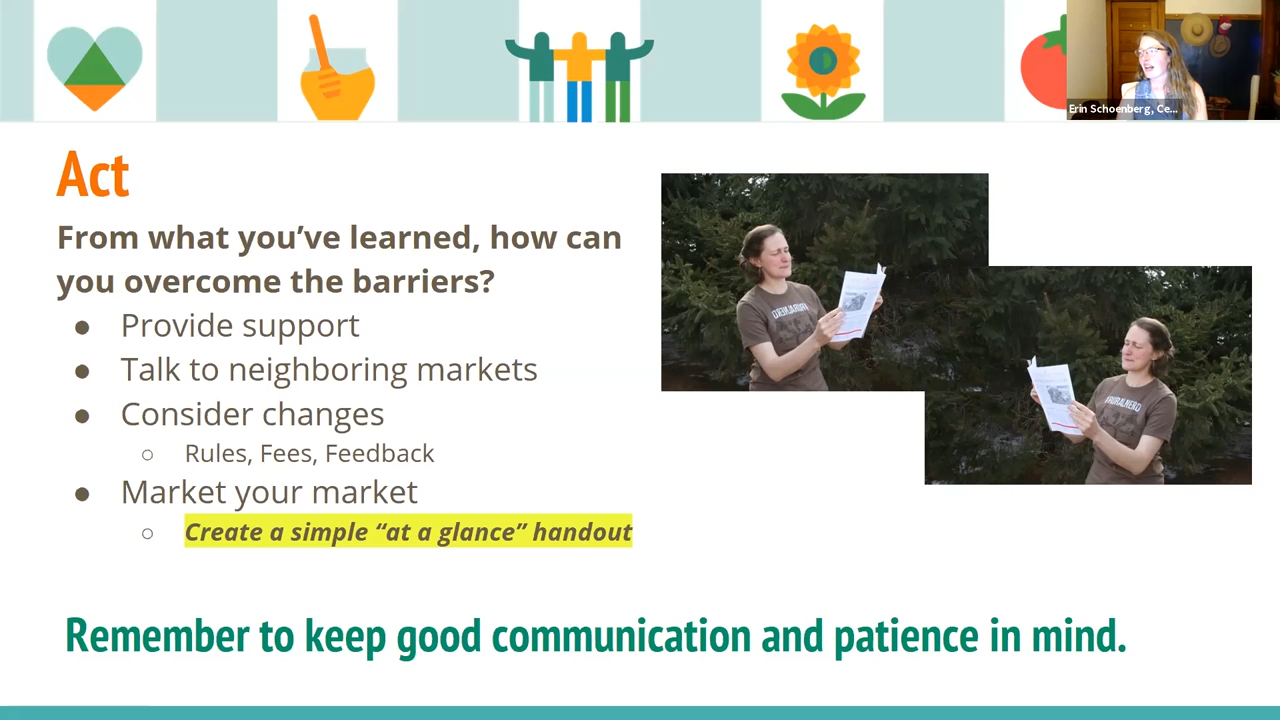 Erin Schoenberg, Ce...
Act
From what you've learned, how can
you overcome the barriers?
● Provide support
● Talk to neighboring markets
● Consider changes
○ Rules, Fees, Feedback
● Market your market
○ Create a simple “at a glance” handout
#RURALNERD
Remember to keep good communication and patience in mind.